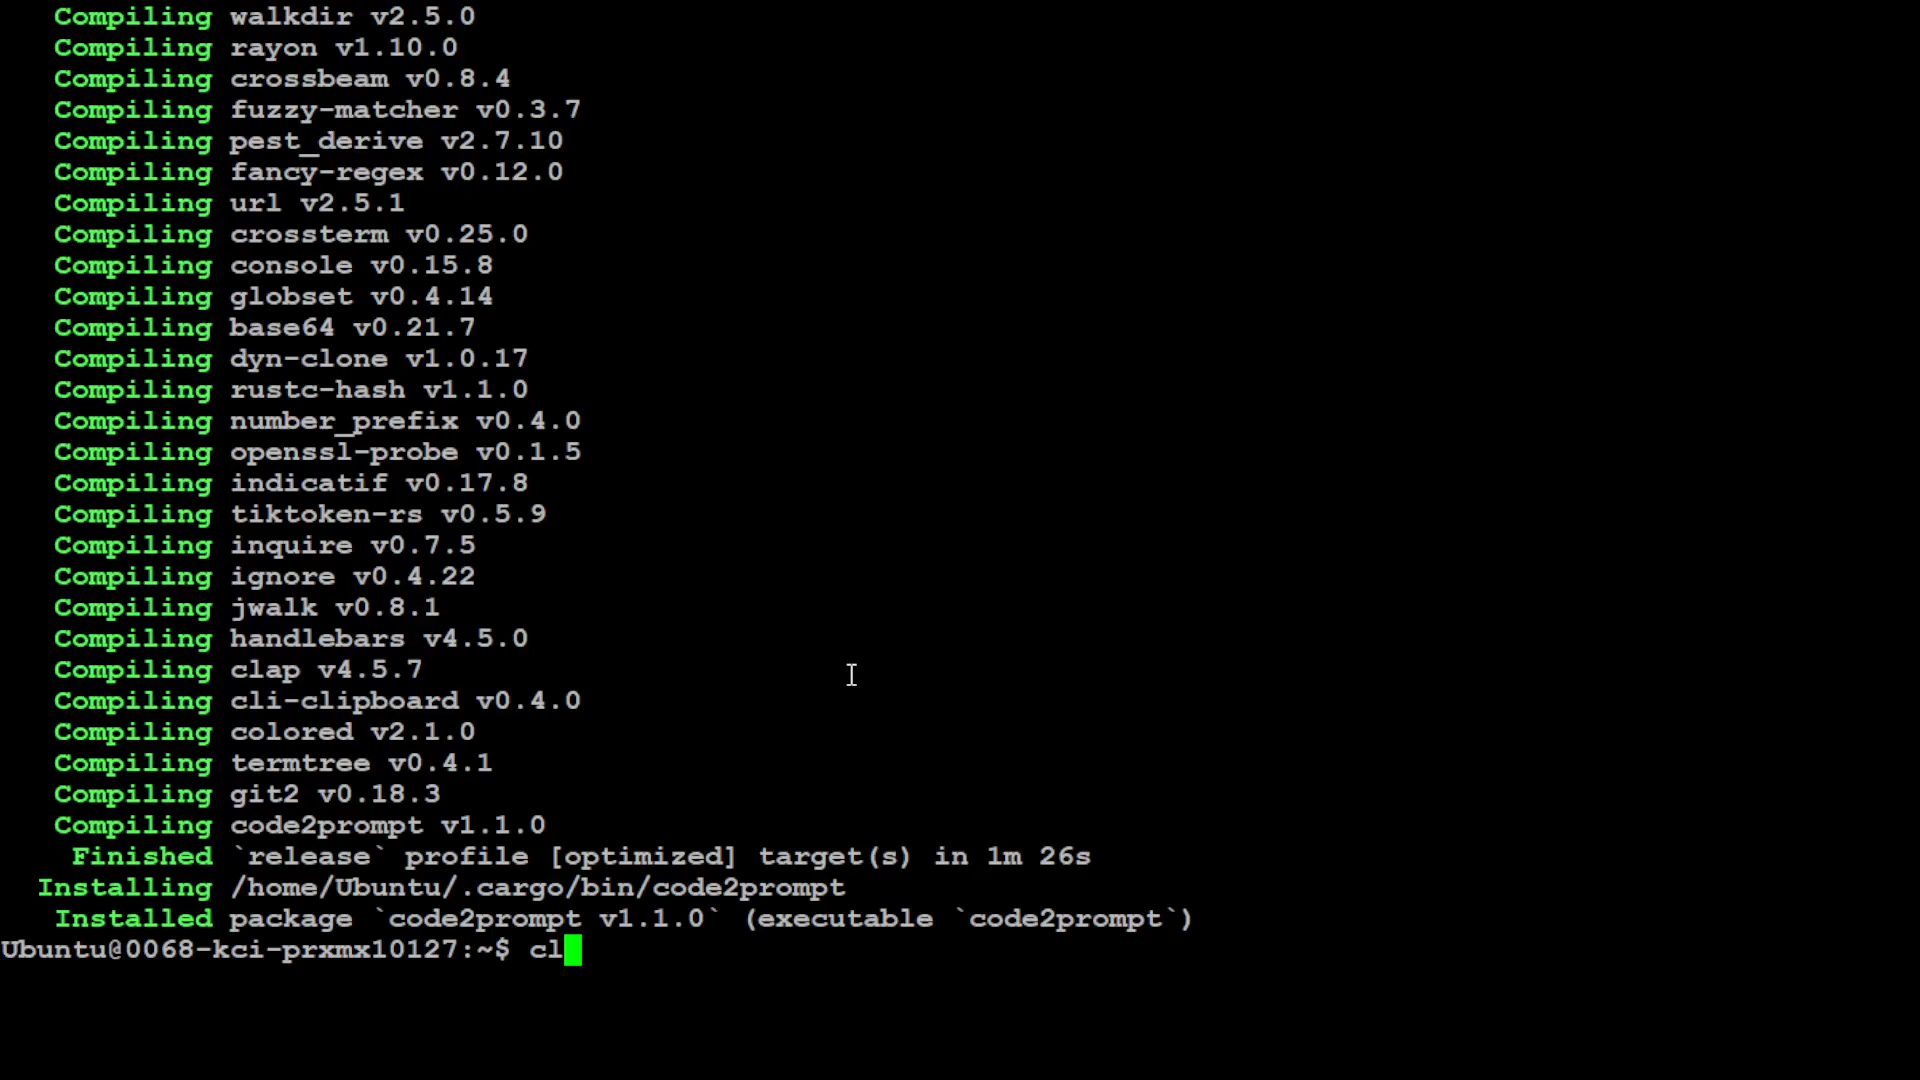 Compiling walkdir v2.5.0
Compiling rayon v1.10.0
Compiling crossbeam v0.8.4
Compiling fuzzy-matcher v0.3.7
Compiling pest_derive v2.7.10
Compiling fancy-regex v0.12.0
Compiling url v2.5.1
Compiling crossterm v0.25.0
Compiling console v0.15.8
Compiling globset v0.4.14
Compiling base64 v0.21.7
Compiling dyn-clone v1.0.17
Compiling rustc-hash v1.1.0
Compiling number_prefix v0.4.0
Compiling openssl-probe v0.1.5
Compiling indicatif v0.17.8
Compiling tiktoken-rs v0.5.9
Compiling inquire v0.7.5
Compiling ignore v0.4.22
Compiling jwalk v0.8.1
Compiling handlebars v4.5.0
Compiling clap v4.5.7
Compiling cli-clipboard v0.4.0
Compiling colored v2.1.0
Compiling termtree v0.4.1
Compiling git2 v0.18.3
Compiling code2prompt v1.1.0
Finished `release` profile [optimized] target(s) in 1m 26s
Installing /home/Ubuntu/.cargo/bin/code2prompt
Installed package `code2prompt v1.1.0` (executable `code2prompt`)
Ubuntu@0068-kci-prxmx10127:~$ cl